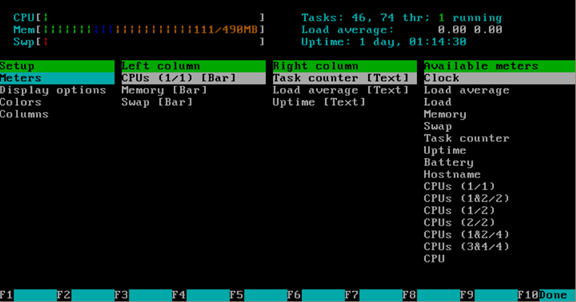 CPU[| ] Tasks: 46, 74 thr; 1 running
Mem[||||||||||||||||||||||||||||111/490MB] Load average: 0.00 0.00
Swp[| ] Uptime: 1 day, 01:14:30
Setup Left column Right column Available meters
Meters CPUs (1/1) [Bar] Task counter [Text] Clock
Display options Memory [Bar] Load average [Text] Load average
Colors Swap [Bar] Uptime [Text] Load
Columns Memory
Swap
Task counter
Uptime
Battery
Hostname
CPUs (1/1)
CPUs (1&2/2)
CPUs (1/2)
CPUs (2/2)
CPUs (1&2/4)
CPUs (3&4/4)
CPU
F1 F2 F3 F4 F5 F6 F7 F8 F9 F10Done